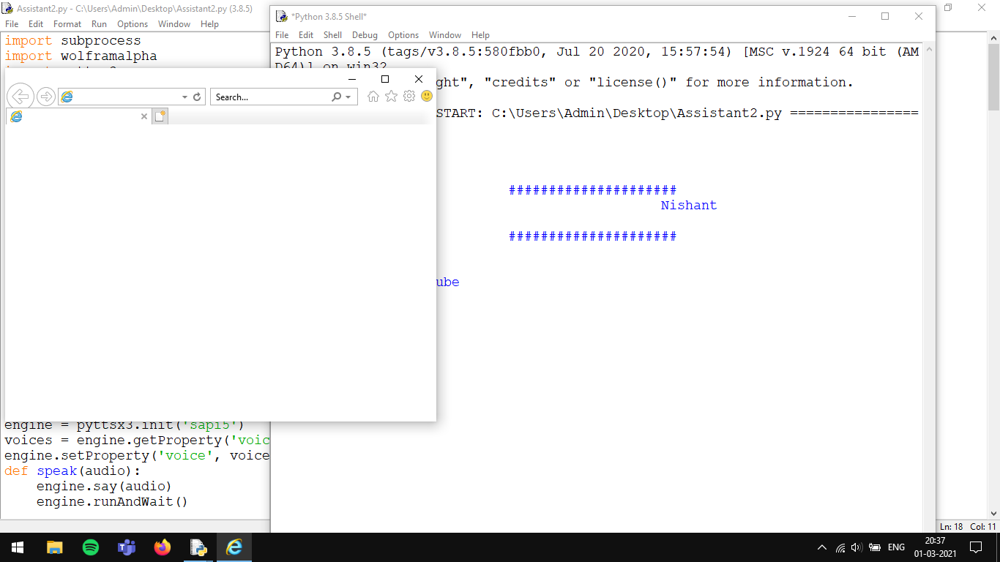 Assistant2.py - C:\Users\Admin\Desktop\Assistant2.py (3.8.5)
File Edit Format Run Options Window Help
import subprocess
import wolframalpha
*Python 3.8.5 Shell*
File Edit Shell Debug Options Window Help
Python 3.8.5 (tags/v3.8.5:580fbb0, Jul 20 2020, 15:57:54) [MSC v.1924 64 bit (AM
D64)] on win32
ght", "credits" or "license()" for more information.
START: C:\Users\Admin\Desktop\Assistant2.py ================
#####################
Nishant
#####################
ube
Search...
engine = pyttsx3.init('sapi5')
voices = engine.getProperty('voic
engine.setProperty('voice', voice
def speak(audio):
engine.say(audio)
engine.runAndWait()
Ln: 18 Col: 11
ENG
20:37
01-03-2021